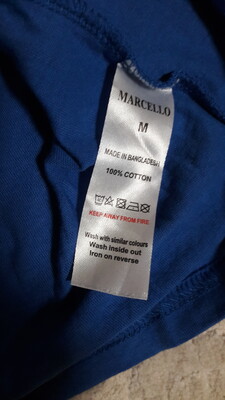 MARCELLO
M
MADE IN BANGLADESH
100% COTTON
KEEP AWAY FROM FIRE.
Wash with similar colours
Wash inside out
Iron on reverse